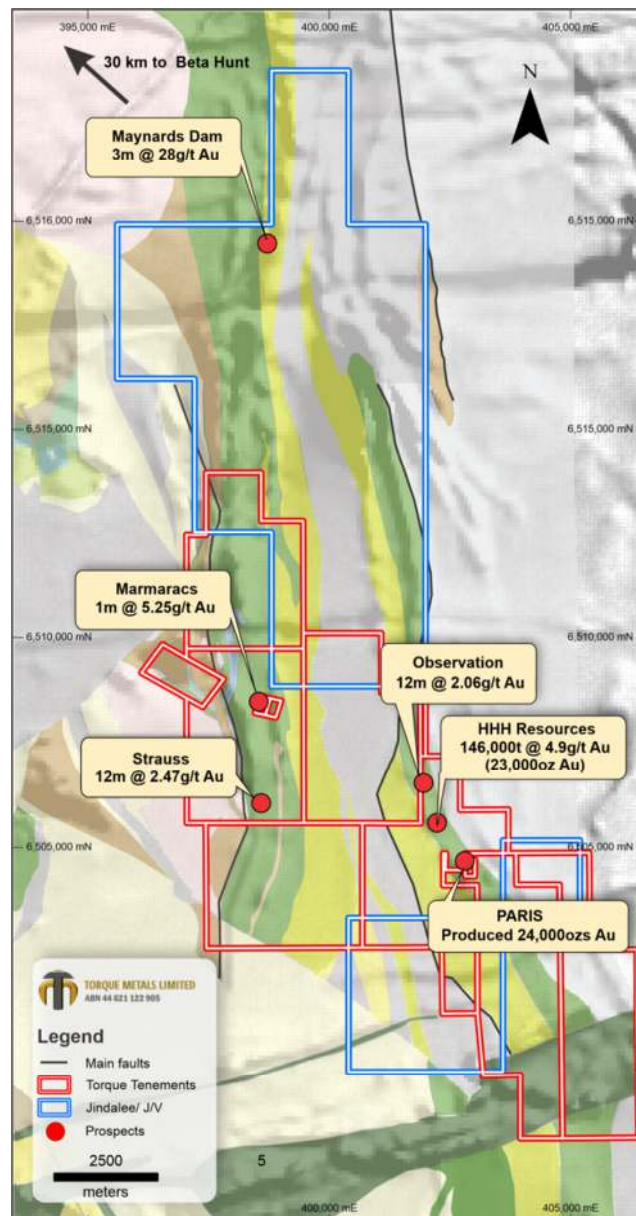 395,000 mE
400,000 mE
405,000 mE
30 km to Beta Hunt
N
Maynards Dam
3m @ 28g/t Au
6,516,000 mN
6,515,000 mN
6,515,000 mN
6,515,000 mN
Marmaracs
1m @ 5.25g/t Au
6,510,000 mN
6,510,000 mN
Observation
12m @ 2.06g/t Au
HHH Resources
146,000t @ 4.9g/t Au
(23,000oz Au)
Strauss
12m @ 2.47g/t Au
6,505,000 mN
6,505,000 mN
PARIS
Produced 24,000ozs Au
TORQUE METALS LIMITED
ABN 44 621 122 905
Legend
Main faults
Torque Tenements
Jindalee/ J/V
Prospects
2500
5
meters
400,000 mE
405,000 mE